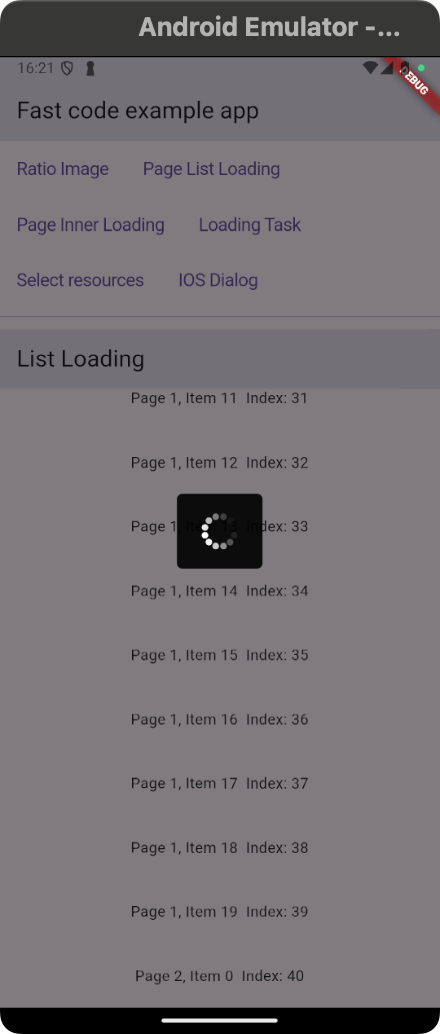 Android Emulator -...
16:21
DEBUG
Fast code example app
Ratio Image Page List Loading
Page Inner Loading Loading Task
Select resources IOS Dialog
List Loading
Page 1, Item 11 Index: 31
Page 1, Item 12 Index: 32
Page 1, Item 13 Index: 33
Page 1, Item 14 Index: 34
Page 1, Item 15 Index: 35
Page 1, Item 16 Index: 36
Page 1, Item 17 Index: 37
Page 1, Item 18 Index: 38
Page 1, Item 19 Index: 39
Page 2, Item 0 Index: 40